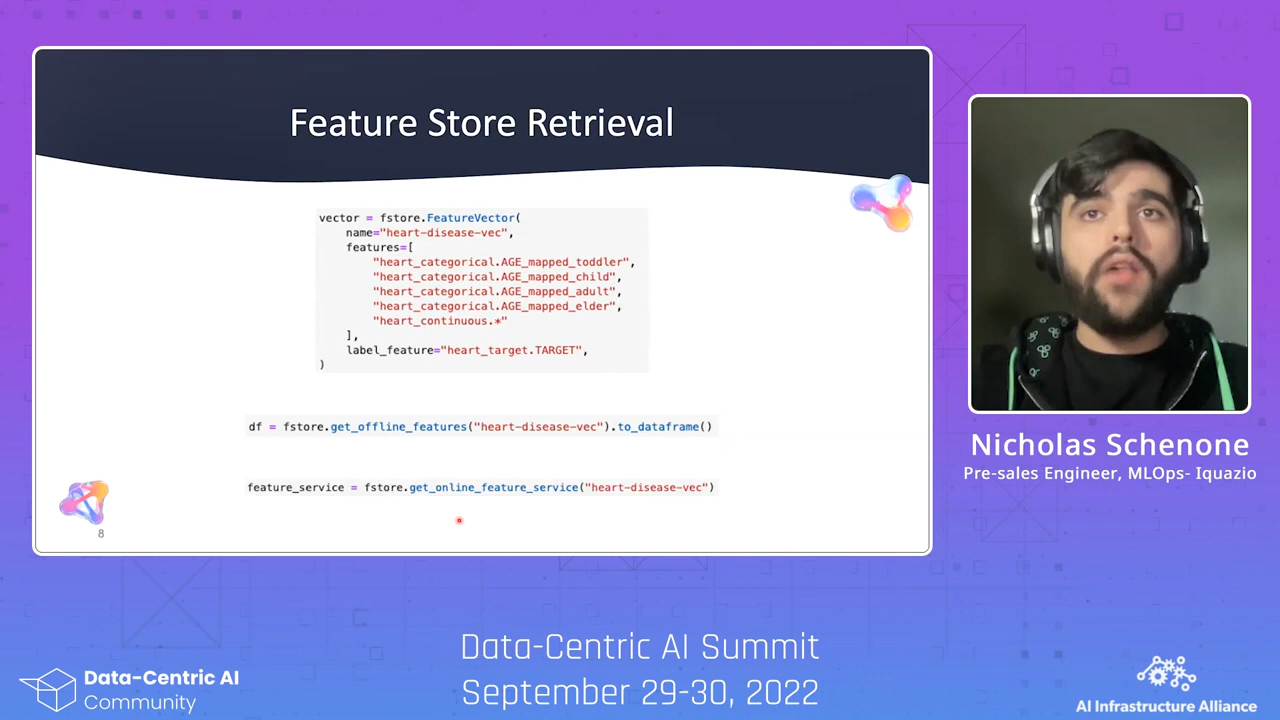 Feature Store Retrieval
vector = fstore.FeatureVector(
    name="heart-disease-vec",
    features=[
        "heart_categorical.AGE_mapped_toddler",
        "heart_categorical.AGE_mapped_child",
        "heart_categorical.AGE_mapped_adult",
        "heart_categorical.AGE_mapped_elder",
        "heart_continuous.*"
    ],
    label_feature="heart_target.TARGET",
)
df = fstore.get_offline_features("heart-disease-vec").to_dataframe()
feature_service = fstore.get_online_feature_service("heart-disease-vec")
8
Nicholas Schenone
Pre-sales Engineer, MLOps- Iquazio
Data-Centric AI Summit
September 29-30, 2022
Data-Centric AI
Community
AI Infrastructure Alliance